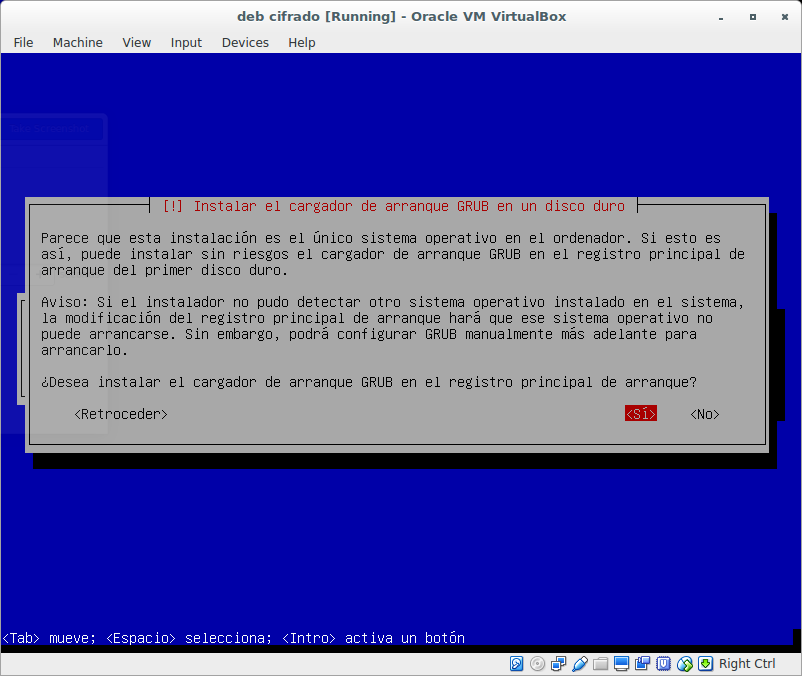 deb cifrado [Running] - Oracle VM VirtualBox
File Machine View Input Devices Help
[!] Instalar el cargador de arranque GRUB en un disco duro
Parece que esta instalación es el único sistema operativo en el ordenador. Si esto es
así, puede instalar sin riesgos el cargador de arranque GRUB en el registro principal de
arranque del primer disco duro.
Aviso: Si el instalador no pudo detectar otro sistema operativo instalado en el sistema,
la modificación del registro principal de arranque hará que ese sistema operativo no
puede arrancarse. Sin embargo, podrá configurar GRUB manualmente más adelante para
arrancarlo.
¿Desea instalar el cargador de arranque GRUB en el registro principal de arranque?
<Retroceder> <Sí> <No>
<Tab> mueve; <Espacio> selecciona; <Intro> activa un botón
Right Ctrl